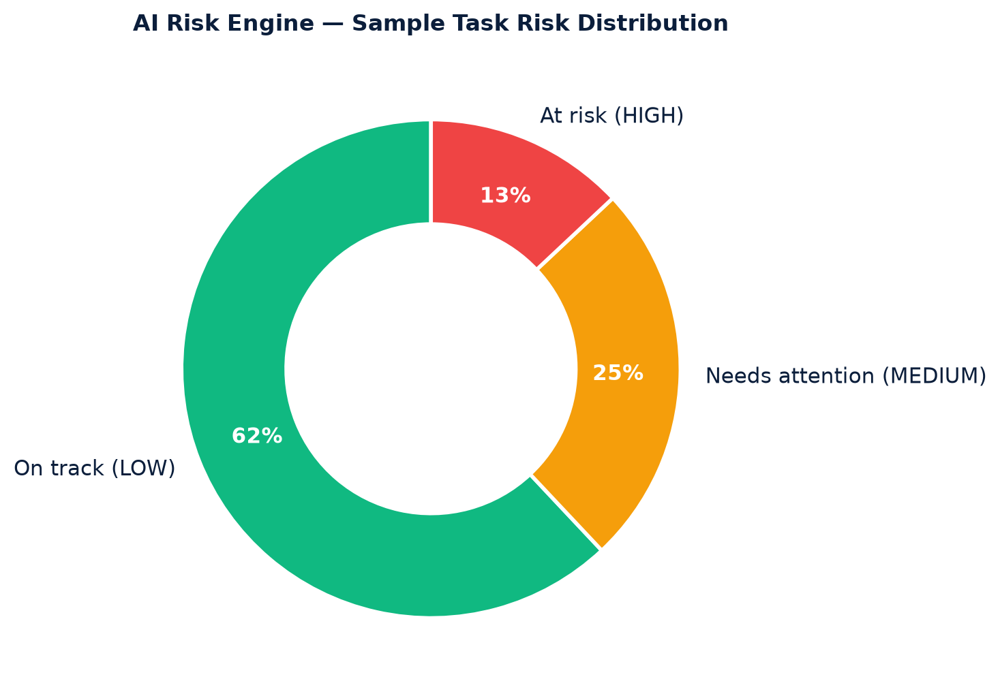 AI Risk Engine — Sample Task Risk Distribution
At risk (HIGH)
13%
25%
Needs attention (MEDIUM)
62%
On track (LOW)